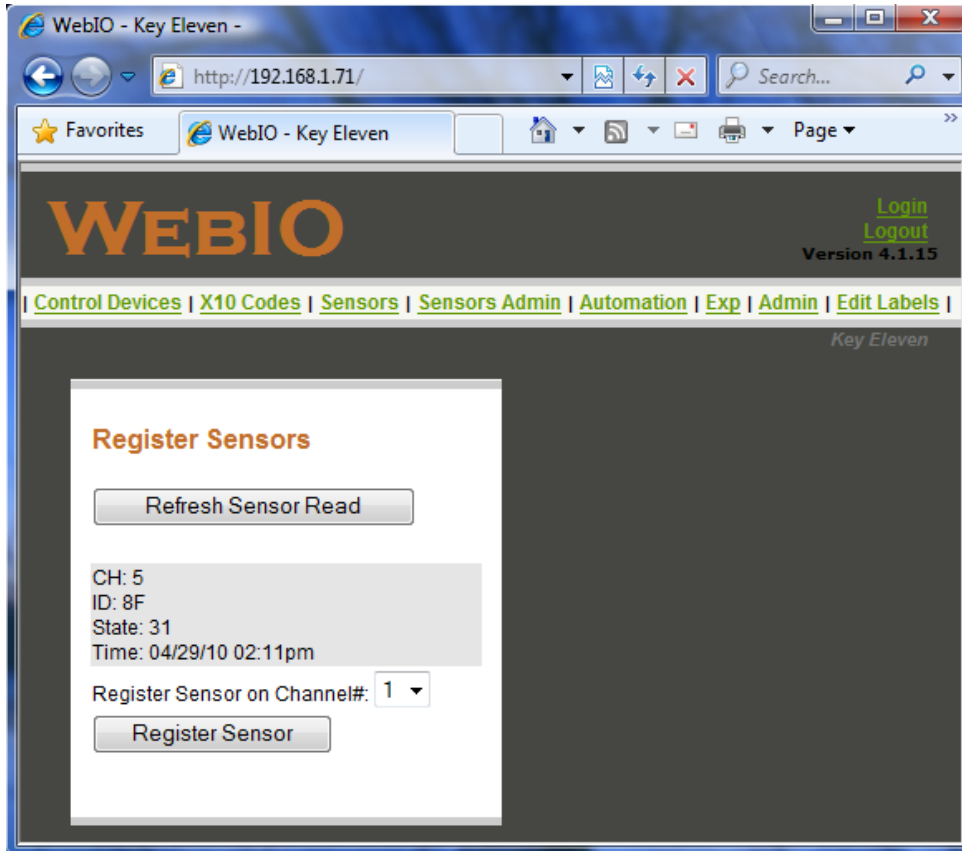 WebIO - Key Eleven -
http://192.168.1.71/
Search...
Favorites
WebIO - Key Eleven
Page
WEBIO
Login
Logout
Version 4.1.15
| Control Devices | X10 Codes | Sensors | Sensors Admin | Automation | Exp | Admin | Edit Labels |
Key Eleven
Register Sensors
Refresh Sensor Read
CH: 5
ID: 8F
State: 31
Time: 04/29/10 02:11pm
Register Sensor on Channel#: 1
Register Sensor